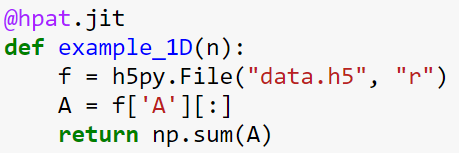 @hpat.jit
def example_1D(n):
    f = h5py.File("data.h5", "r")
    A = f['A'][:]
    return np.sum(A)